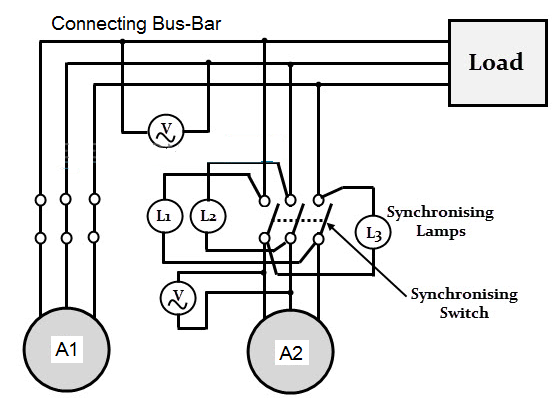 Connecting Bus-Bar
Load
V
L1
L2
L3
Synchronising
Lamps
V
Synchronising
Switch
A1
A2